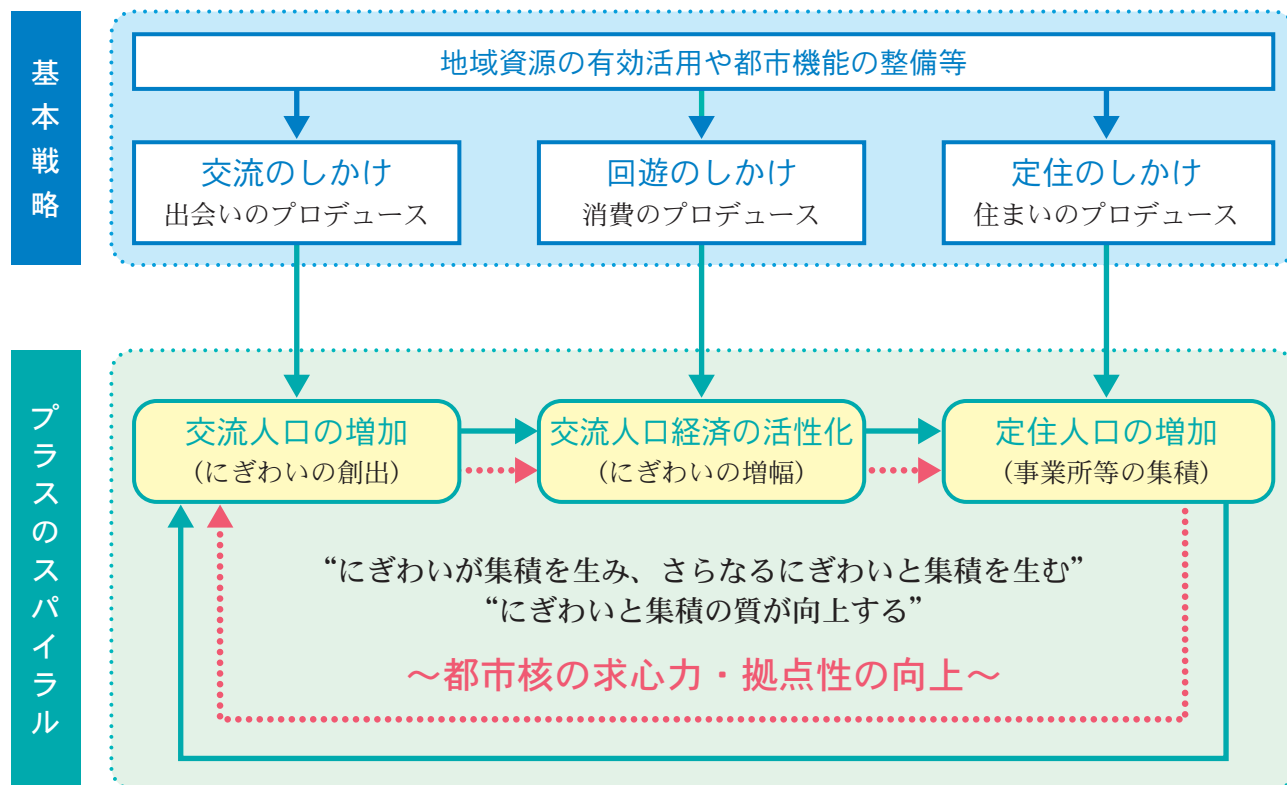 基本戦略
地域資源の有効活用や都市機能の整備等
交流のしかけ
出会いのプロデュース
回遊のしかけ
消費のプロデュース
定住のしかけ
住まいのプロデュース
プラスのスパイラル
交流人口の増加
（にぎわいの創出）
交流人口経済の活性化
（にぎわいの増幅）
定住人口の増加
（事業所等の集積）
“にぎわいが集積を生み、さらなるにぎわいと集積を生む”
“にぎわいと集積の質が向上する”
〜都市核の求心力・拠点性の向上〜